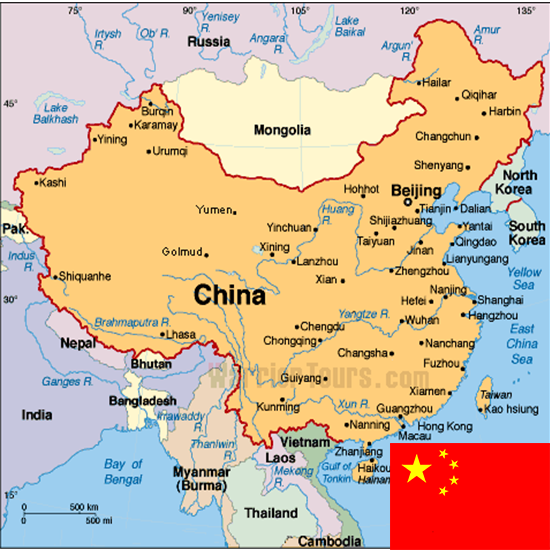 75°
90°
105°
120°
135°
Irtysh
R.
Ob' R.
Yenisey
R.
Russia
Angara
R.
Lake
Baikal
Argun'
R.
Amur
R.
45°
Lake
Balkhash
Burqin
Karamay
Yining
Urumqi
Kashi
Mongolia
Hailar
Qiqihar
Harbin
Changchun
Shenyang
North
Korea
South
Korea
Hohhot
Beijing
Tianjin
Dalian
Yumen
Yinchuan
Huang
R.
Shijiazhuang
Taiyuan
Jinan
Yantai
Qingdao
Lianyungang
Pak.
Indus
R.
Golmud
Xining
Lanzhou
Xian
Zhengzhou
Yellow
Sea
Shiquanhe
30°
China
Nanjing
Hefei
Shanghai
Hangzhou
Yangtze R.
Wuhan
East
China
Sea
Brahmaputra R.
Lhasa
Chengdu
Chongqing
Changsha
Nanchang
Fuzhou
Nepal
Bhutan
WarriorTours.com
Ganges R.
Guiyang
Xiamen
Taiwan
Kao hsiung
India
Bangladesh
Irrawaddy
R.
Kunming
Xun R.
Guangzhou
Hong Kong
Macau
Nanning
Thanlwin
R.
Vietnam
Laos
Zhanjiang
Haikou
Hainan
Gulf of
Tonkin
Bay of
Bengal
Myanmar
(Burma)
Mekong
R.
15°
0
500 km
0
500 mi
Thailand
Cambodia